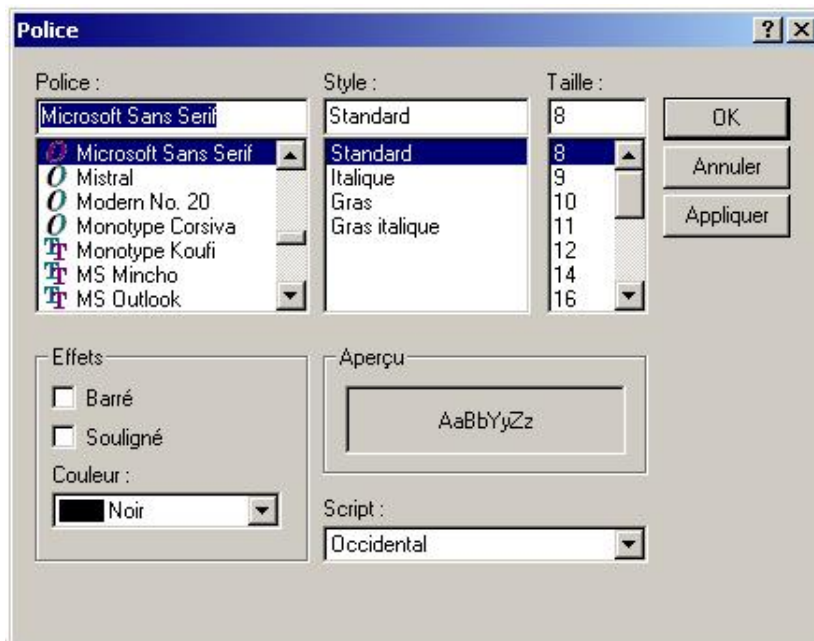 Police
Police :
Microsoft Sans Serif
Microsoft Sans Serif
Mistral
Modern No. 20
Monotype Corsiva
Monotype Koufi
MS Mincho
MS Outlook
Style :
Standard
Standard
Italique
Gras
Gras italique
Taille :
8
8
9
10
11
12
14
16
OK
Annuler
Appliquer
Effets
Barré
Souligné
Couleur :
Noir
Aperçu
AaBbYyZz
Script :
Occidental